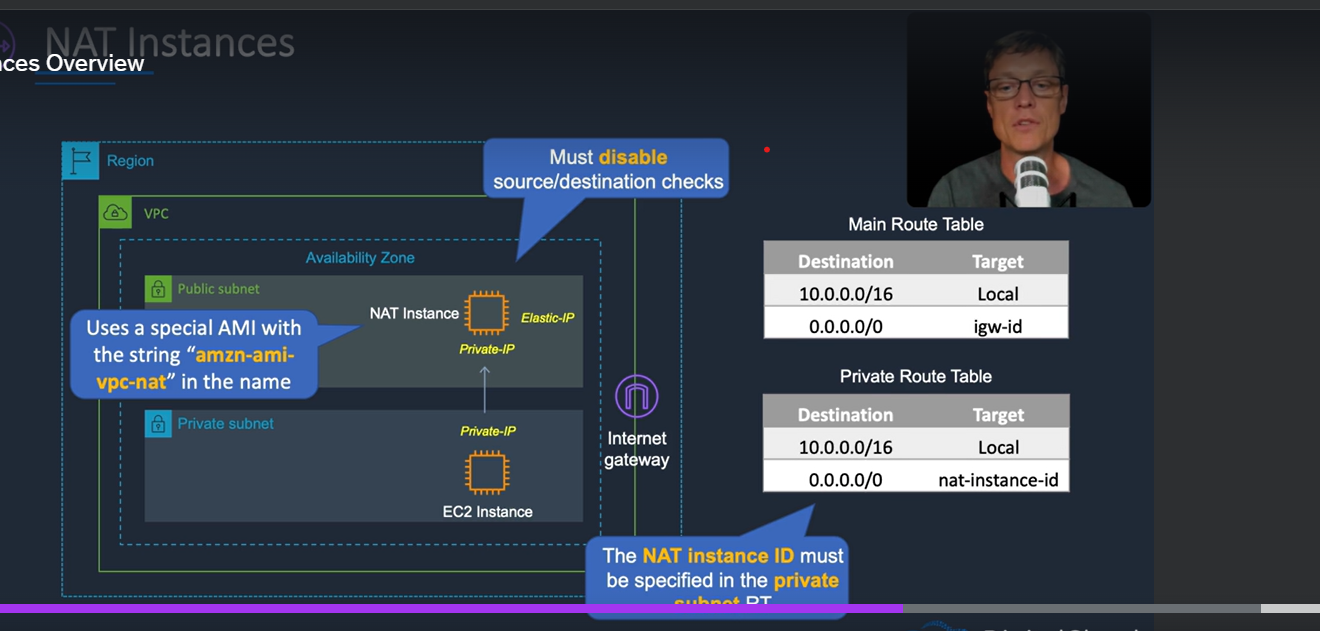 NAT Instances
ces Overview
Region
Must disable
source/destination checks
VPC
Availability Zone
Public subnet
NAT Instance
Elastic-IP
Private-IP
Uses a special AMI with
the string “amzn-ami-
vpc-nat” in the name
Private subnet
Private-IP
EC2 Instance
Internet
gateway
Main Route Table
Destination Target
10.0.0.0/16 Local
0.0.0.0/0 igw-id
Private Route Table
Destination Target
10.0.0.0/16 Local
0.0.0.0/0 nat-instance-id
The NAT instance ID must
be specified in the private
subnet RT